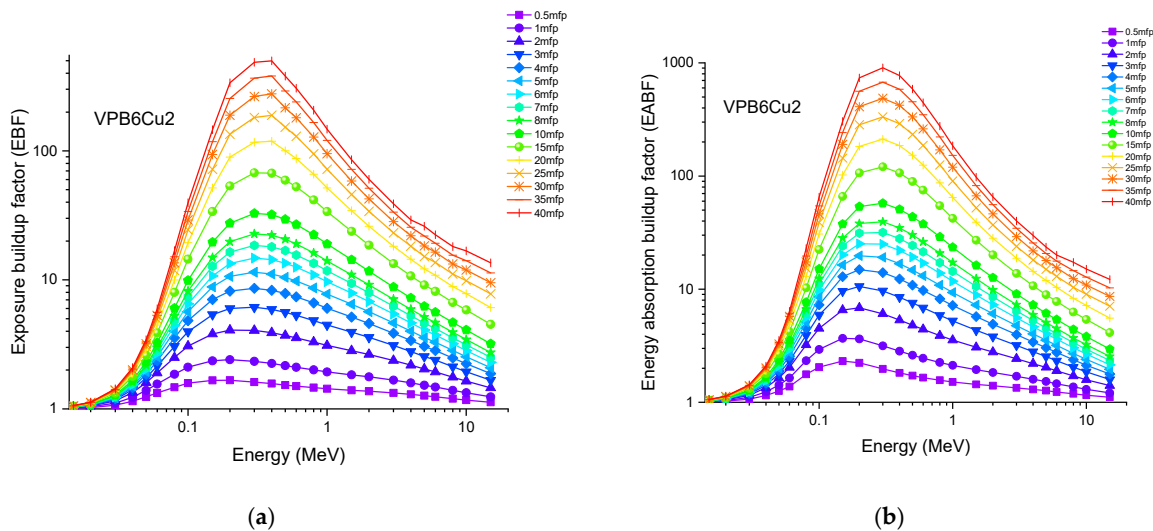 VPB6Cu2
Exposure buildup factor (EBF)
100
10
1
0.1
1
10
Energy (MeV)
0.5mfp
1mfp
2mfp
3mfp
4mfp
5mfp
6mfp
7mfp
8mfp
10mfp
15mfp
20mfp
25mfp
30mfp
35mfp
40mfp
(a)
VPB6Cu2
Energy absorption buildup factor (EABF)
1000
100
10
1
0.1
1
10
Energy (MeV)
0.5mfp
1mfp
2mfp
3mfp
4mfp
5mfp
6mfp
7mfp
8mfp
10mfp
15mfp
20mfp
25mfp
30mfp
35mfp
40mfp
(b)